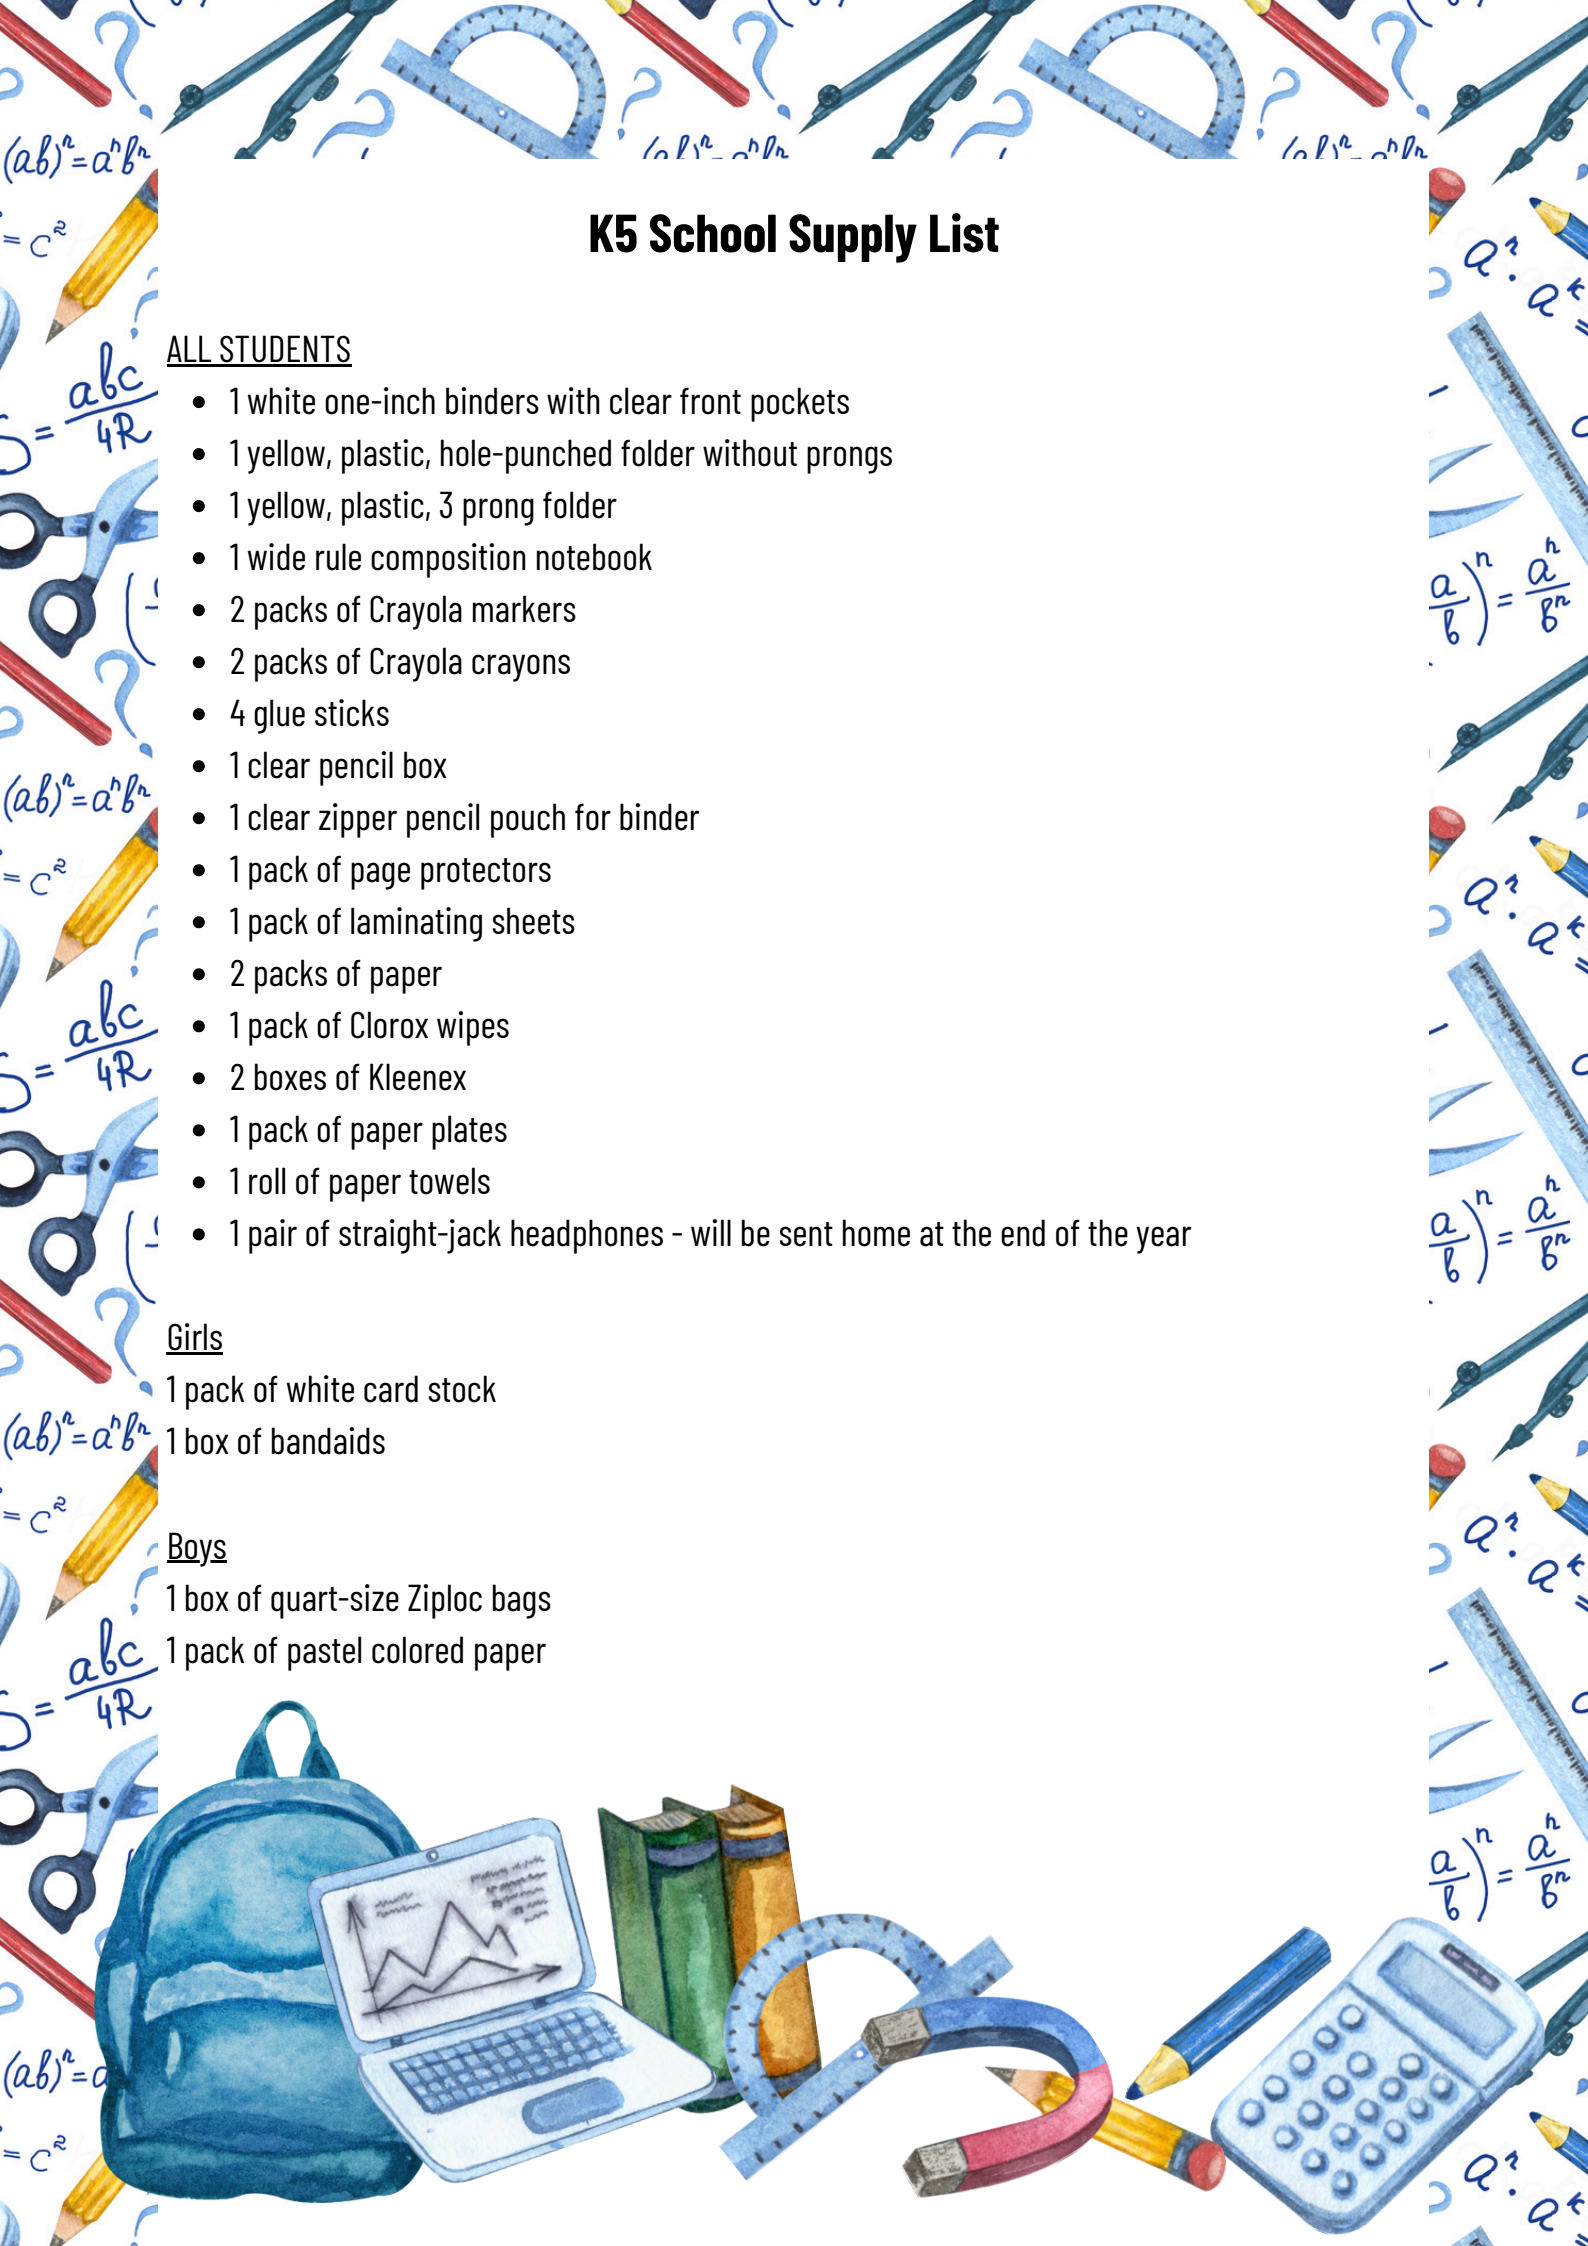 K5 School Supply List
ALL STUDENTS
1 white one-inch binders with clear front pockets
1 yellow, plastic, hole-punched folder without prongs
1 yellow, plastic, 3 prong folder
1 wide rule composition notebook
2 packs of Crayola markers
2 packs of Crayola crayons
4 glue sticks
1 clear pencil box
1 clear zipper pencil pouch for binder
1 pack of page protectors
1 pack of laminating sheets
2 packs of paper
1 pack of Clorox wipes
2 boxes of Kleenex
1 pack of paper plates
1 roll of paper towels
1 pair of straight-jack headphones - will be sent home at the end of the year
Girls
1 pack of white card stock
1 box of bandaids
Boys
1 box of quart-size Ziploc bags
1 pack of pastel colored paper